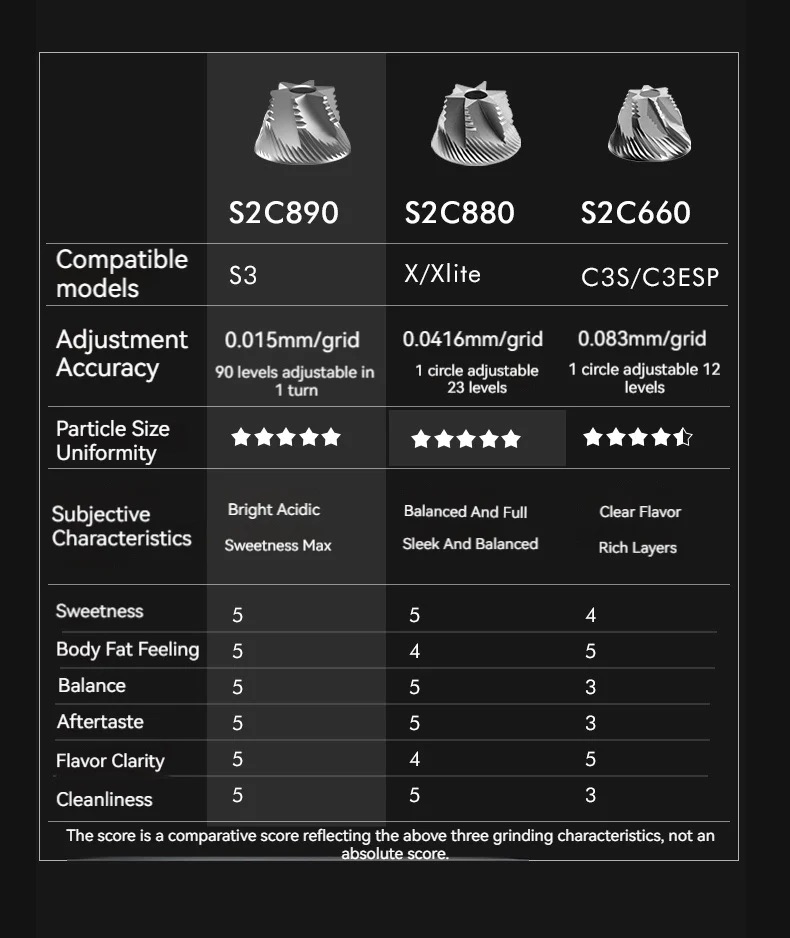 S2C890 S2C880 S2C660
Compatible
models
S3 X/Xlite C3S/C3ESP
Adjustment
Accuracy
0.015mm/grid 0.0416mm/grid 0.083mm/grid
90 levels adjustable in
1 turn
1 circle adjustable
23 levels
1 circle adjustable 12
levels
Particle Size
Uniformity
Subjective
Characteristics
Bright Acidic Balanced And Full Clear Flavor
Sweetness Max Sleek And Balanced Rich Layers
Sweetness 5 5 4
Body Fat Feeling 5 4 5
Balance 5 5 3
Aftertaste 5 5 3
Flavor Clarity 5 4 5
Cleanliness 5 5 3
The score is a comparative score reflecting the above three grinding characteristics, not an
absolute score.